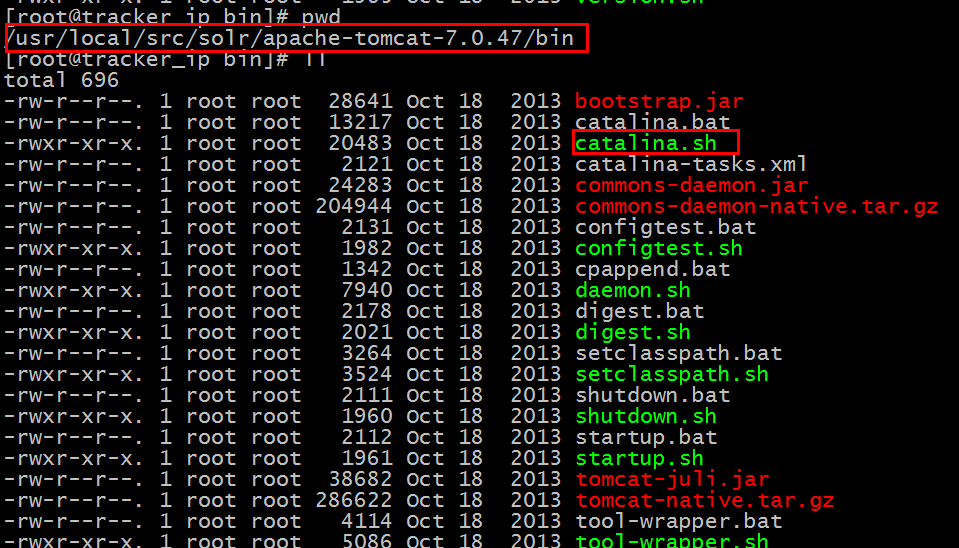 -rwxr-xr-x. 1 root root 1909 Oct 18 2013 version.sh
[root@tracker_ip bin]# pwd
/usr/local/src/solr/apache-tomcat-7.0.47/bin
[root@tracker_ip bin]# ll
total 696
-rw-r--r--. 1 root root 28641 Oct 18 2013 bootstrap.jar
-rw-r--r--. 1 root root 13217 Oct 18 2013 catalina.bat
-rwxr-xr-x. 1 root root 20483 Oct 18 2013 catalina.sh
-rw-r--r--. 1 root root 2121 Oct 18 2013 catalina-tasks.xml
-rw-r--r--. 1 root root 24283 Oct 18 2013 commons-daemon.jar
-rw-r--r--. 1 root root 204944 Oct 18 2013 commons-daemon-native.tar.gz
-rw-r--r--. 1 root root 2131 Oct 18 2013 configtest.bat
-rwxr-xr-x. 1 root root 1982 Oct 18 2013 configtest.sh
-rw-r--r--. 1 root root 1342 Oct 18 2013 cpappend.bat
-rwxr-xr-x. 1 root root 7940 Oct 18 2013 daemon.sh
-rw-r--r--. 1 root root 2178 Oct 18 2013 digest.bat
-rwxr-xr-x. 1 root root 2021 Oct 18 2013 digest.sh
-rw-r--r--. 1 root root 3264 Oct 18 2013 setclasspath.bat
-rwxr-xr-x. 1 root root 3524 Oct 18 2013 setclasspath.sh
-rw-r--r--. 1 root root 2111 Oct 18 2013 shutdown.bat
-rwxr-xr-x. 1 root root 1960 Oct 18 2013 shutdown.sh
-rw-r--r--. 1 root root 2112 Oct 18 2013 startup.bat
-rwxr-xr-x. 1 root root 1961 Oct 18 2013 startup.sh
-rw-r--r--. 1 root root 38682 Oct 18 2013 tomcat-juli.jar
-rw-r--r--. 1 root root 286622 Oct 18 2013 tomcat-native.tar.gz
-rw-r--r--. 1 root root 4114 Oct 18 2013 tool-wrapper.bat
-rwxr-xr-x. 1 root root 5086 Oct 18 2013 tool-wrapper.sh